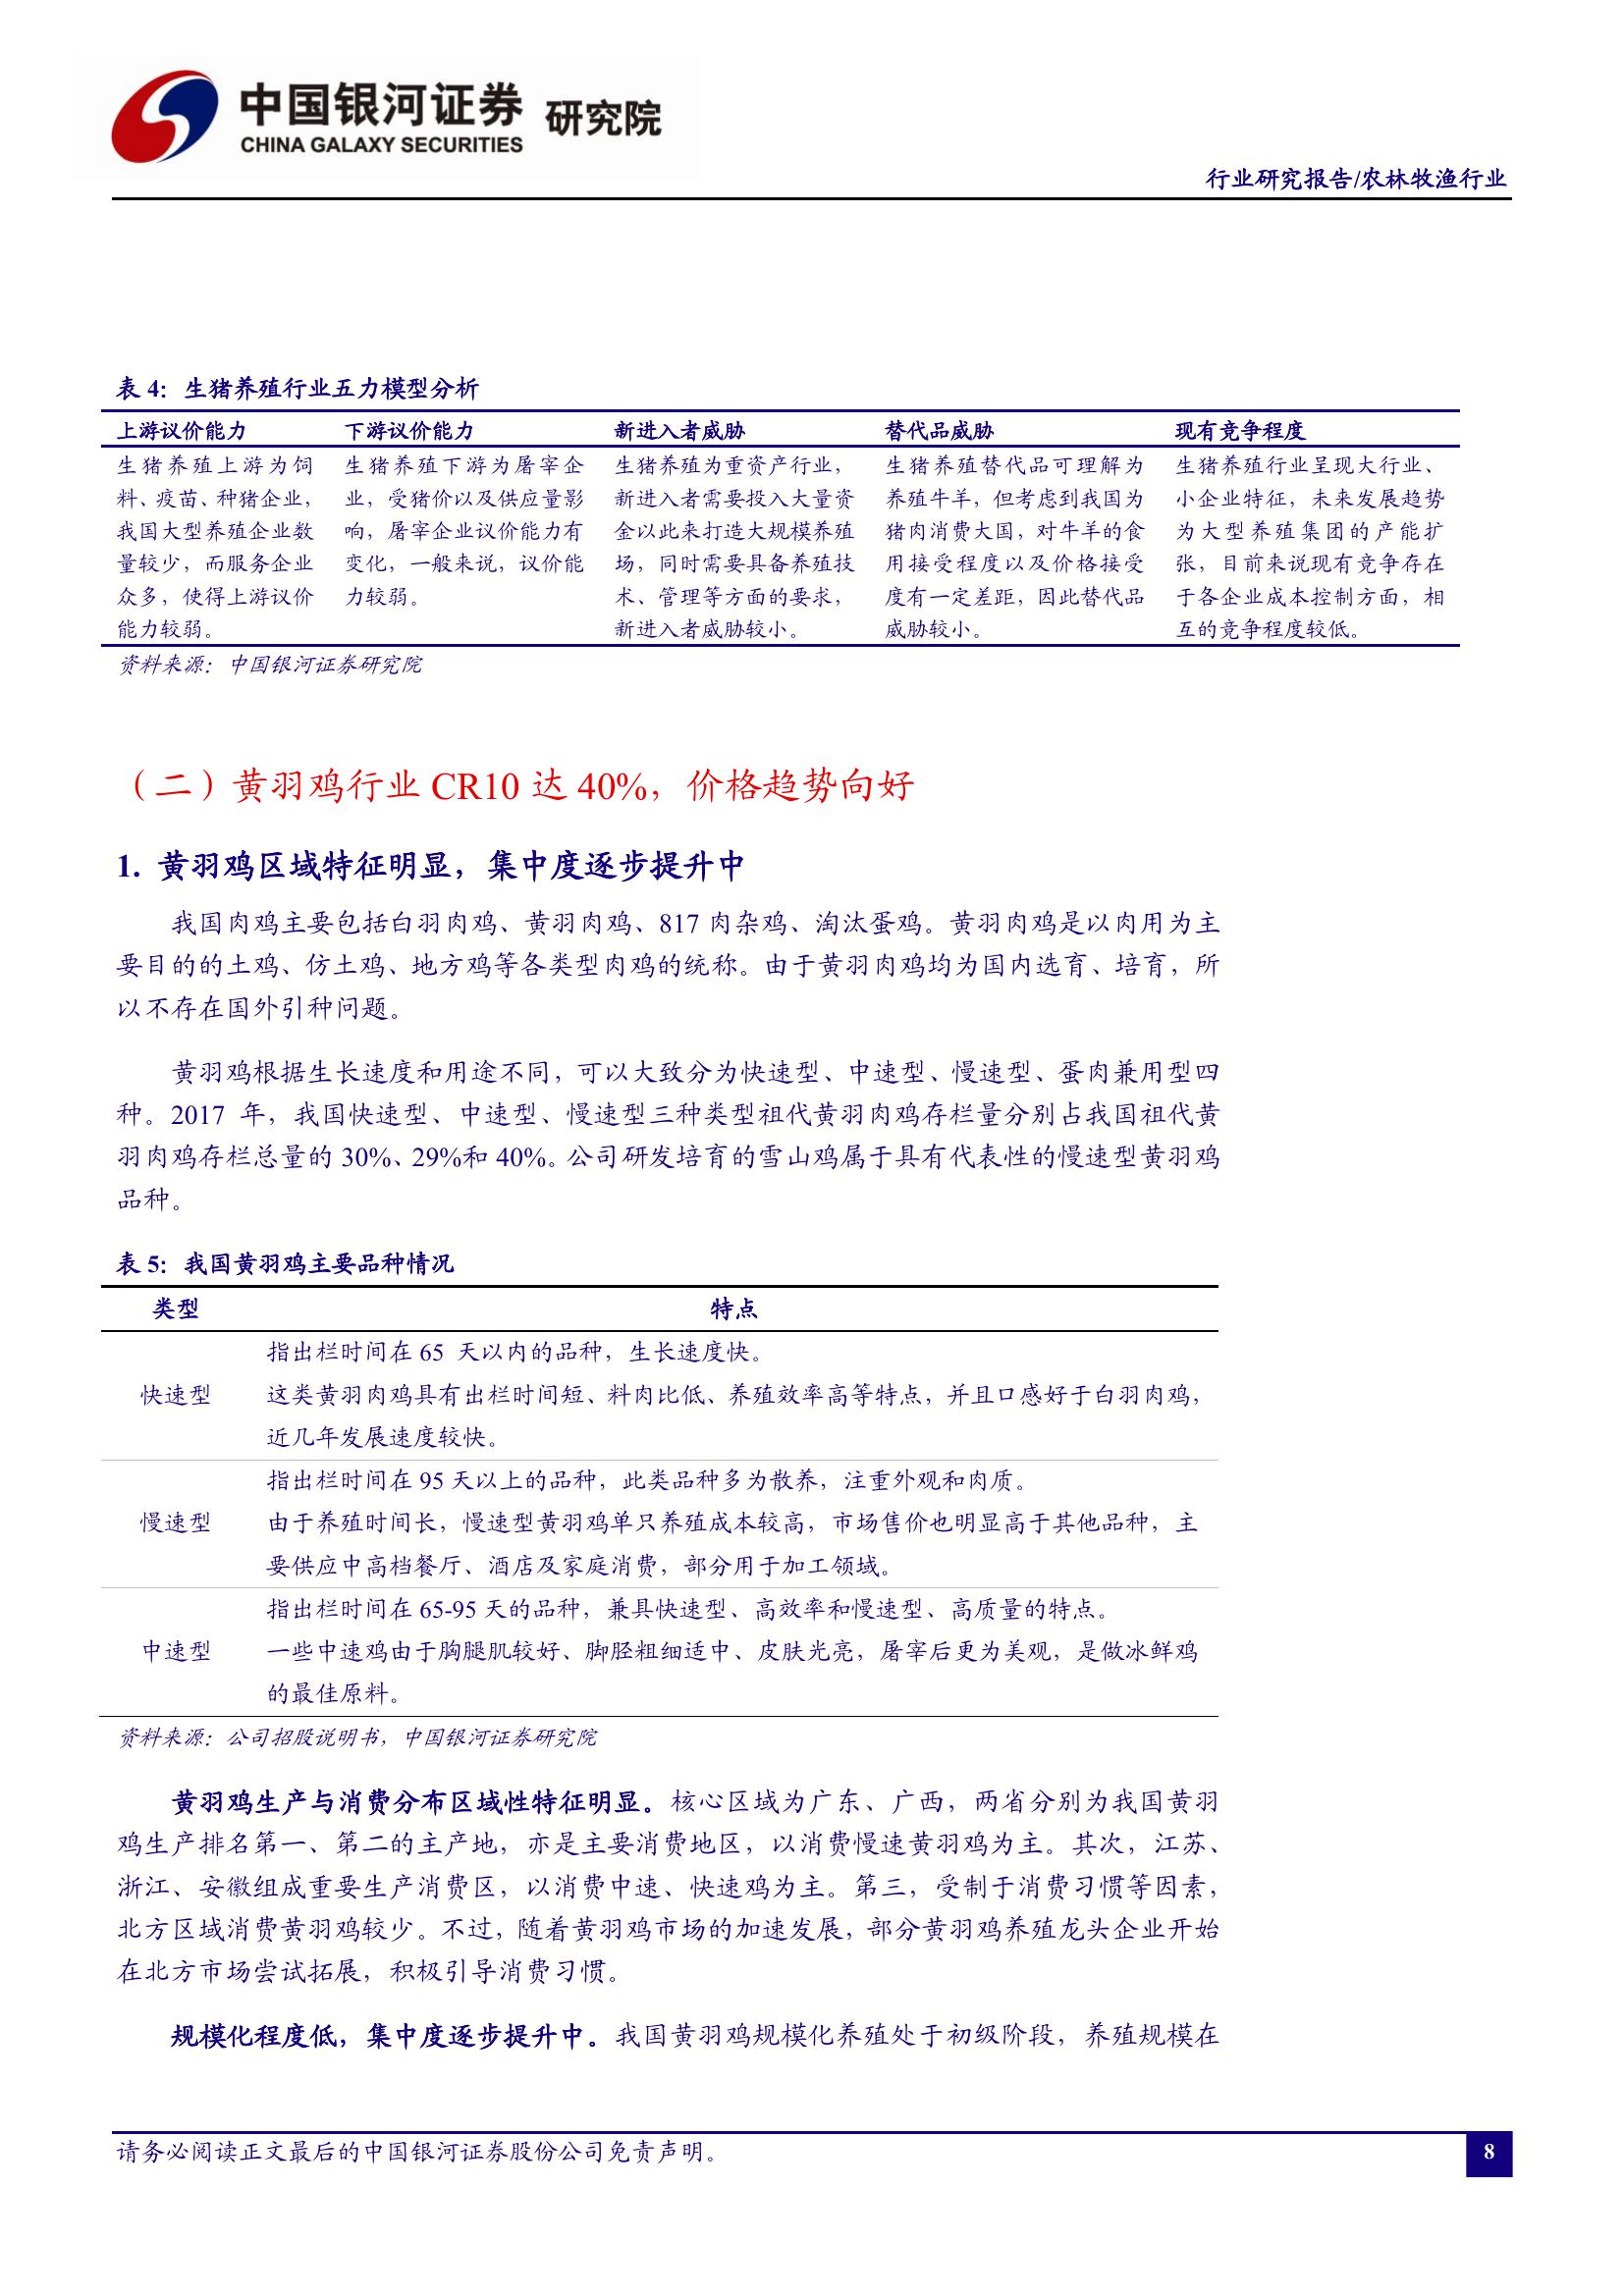 中国银河证券 研究院
CHINA GALAXY SECURITIES
行业研究报告/农林牧渔行业
表 4：生猪养殖行业五力模型分析
上游议价能力 下游议价能力 新进入者威胁 替代品威胁 现有竞争程度
生猪养殖上游为饲 生猪养殖下游为屠宰企 生猪养殖为重资产行业， 生猪养殖替代品可理解为 生猪养殖行业呈现大行业、
料、疫苗、种猪企业， 业，受猪价以及供应量影 新进入者需要投入大量资 养殖牛羊，但考虑到我国为 小企业特征，未来发展趋势
我国大型养殖企业数 响，屠宰企业议价能力有 金以此来打造大规模养殖 猪肉消费大国，对牛羊的食 为大型养殖集团的产能扩
量较少，而服务企业 变化，一般来说，议价能 场，同时需要具备养殖技 用接受程度以及价格接受 张，目前来说现有竞争存在
众多，使得上游议价 力较弱。 术、管理等方面的要求， 度有一定差距，因此替代品 于各企业成本控制方面，相
能力较弱。 新进入者威胁较小。 威胁较小。 互的竞争程度较低。
资料来源：中国银河证券研究院
（二）黄羽鸡行业 CR10 达 40%，价格趋势向好
1. 黄羽鸡区域特征明显，集中度逐步提升中
我国肉鸡主要包括白羽肉鸡、黄羽肉鸡、817 肉杂鸡、淘汰蛋鸡。黄羽肉鸡是以肉用为主
要目的的土鸡、仿土鸡、地方鸡等各类型肉鸡的统称。由于黄羽肉鸡均为国内选育、培育，所
以不存在国外引种问题。
黄羽鸡根据生长速度和用途不同，可以大致分为快速型、中速型、慢速型、蛋肉兼用型四
种。2017 年，我国快速型、中速型、慢速型三种类型祖代黄羽肉鸡存栏量分别占我国祖代黄
羽肉鸡存栏总量的 30%、29%和 40%。公司研发培育的雪山鸡属于具有代表性的慢速型黄羽鸡
品种。
表 5：我国黄羽鸡主要品种情况
类型 特点
指出栏时间在 65 天以内的品种，生长速度快。
快速型 这类黄羽肉鸡具有出栏时间短、料肉比低、养殖效率高等特点，并且口感好于白羽肉鸡，
近几年发展速度较快。
指出栏时间在 95 天以上的品种，此类品种多为散养，注重外观和肉质。
慢速型 由于养殖时间长，慢速型黄羽鸡单只养殖成本较高，市场售价也明显高于其他品种，主
要供应中高档餐厅、酒店及家庭消费，部分用于加工领域。
指出栏时间在 65-95 天的品种，兼具快速型、高效率和慢速型、高质量的特点。
中速型 一些中速鸡由于胸腿肌较好、脚胫粗细适中、皮肤光亮，屠宰后更为美观，是做冰鲜鸡
的最佳原料。
资料来源：公司招股说明书，中国银河证券研究院
黄羽鸡生产与消费分布区域性特征明显。核心区域为广东、广西，两省分别为我国黄羽
鸡生产排名第一、第二的主产地，亦是主要消费地区，以消费慢速黄羽鸡为主。其次，江苏、
浙江、安徽组成重要生产消费区，以消费中速、快速鸡为主。第三，受制于消费习惯等因素，
北方区域消费黄羽鸡较少。不过，随着黄羽鸡市场的加速发展，部分黄羽鸡养殖龙头企业开始
在北方市场尝试拓展，积极引导消费习惯。
规模化程度低，集中度逐步提升中。我国黄羽鸡规模化养殖处于初级阶段，养殖规模在
请务必阅读正文最后的中国银河证券股份公司免责声明。
8